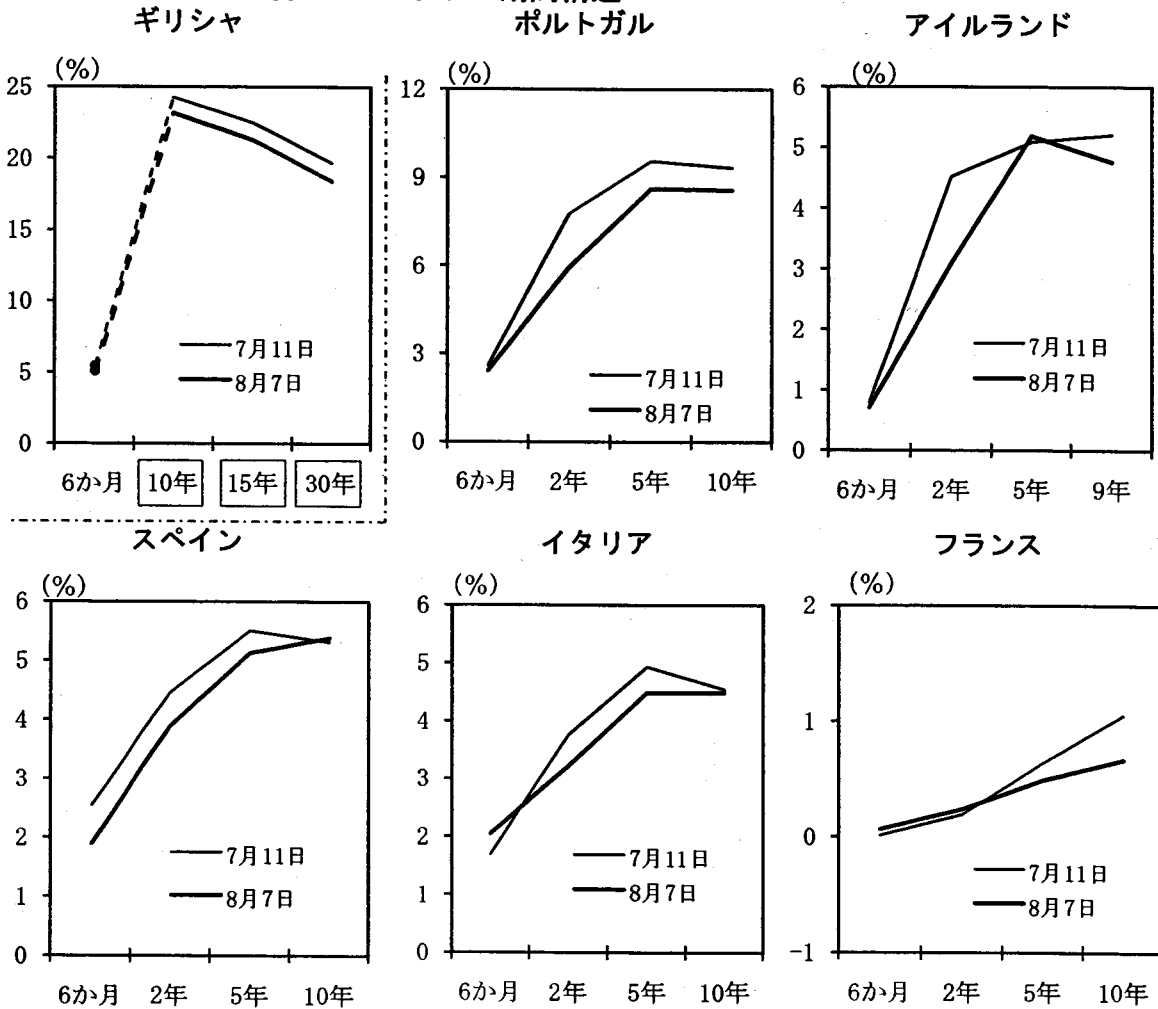 ギリシャ
ポルトガル
アイルランド
(%)
25
20
15
10
5
0
7月11日
8月7日
6か月 10年 15年 30年
(%)
12
9
6
3
0
7月11日
8月7日
6か月 2年 5年 10年
(%)
6
5
4
3
2
1
0
7月11日
8月7日
6か月 2年 5年 9年
スペイン
イタリア
フランス
(%)
6
5
4
3
2
1
0
7月11日
8月7日
6か月 2年 5年 10年
(%)
6
5
4
3
2
1
0
7月11日
8月7日
6か月 2年 5年 10年
(%)
2
1
0
-1
7月11日
8月7日
6か月 2年 5年 10年